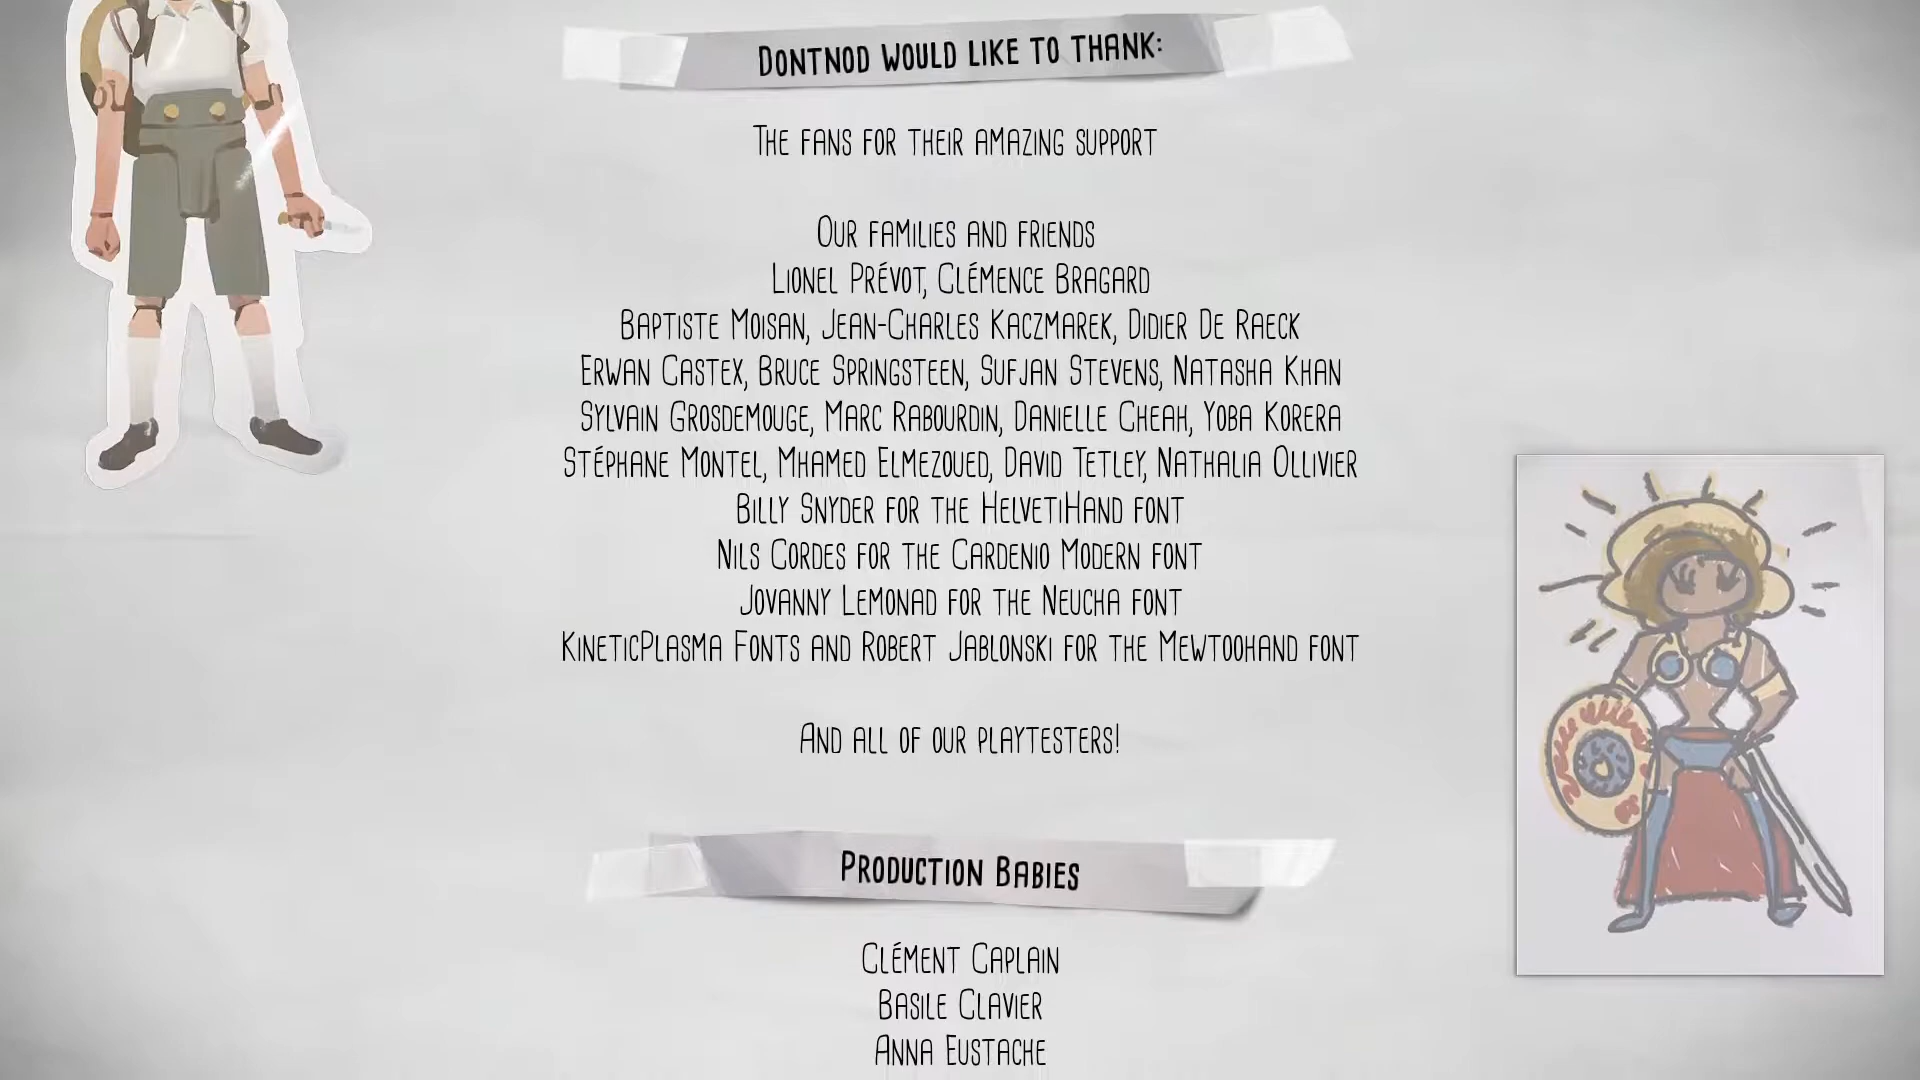 Dontnod would like to thank:
The fans for their amazing support
Our families and friends
Lionel Prévot, Clémence Bragard
Baptiste Moisan, Jean-Charles Kaczmarek, Didier De Raeck
Erwan Castex, Bruce Springsteen, Sufjan Stevens, Natasha Khan
Sylvain Grosdemouge, Marc Rabourdin, Danielle Cheah, Yoba Korera
Stéphane Montel, Mhamed Elmezoued, David Tetley, Nathalia Ollivier
Billy Snyder for the HelvetiHand font
Nils Cordes for the Cardenio Modern font
Jovanny Lemonad for the Neucha font
KineticPlasma Fonts and Robert Jablonski for the Mewtoohand font
And all of our playtesters!
Production Babies
Clément Caplain
Basile Clavier
Anna Eustache